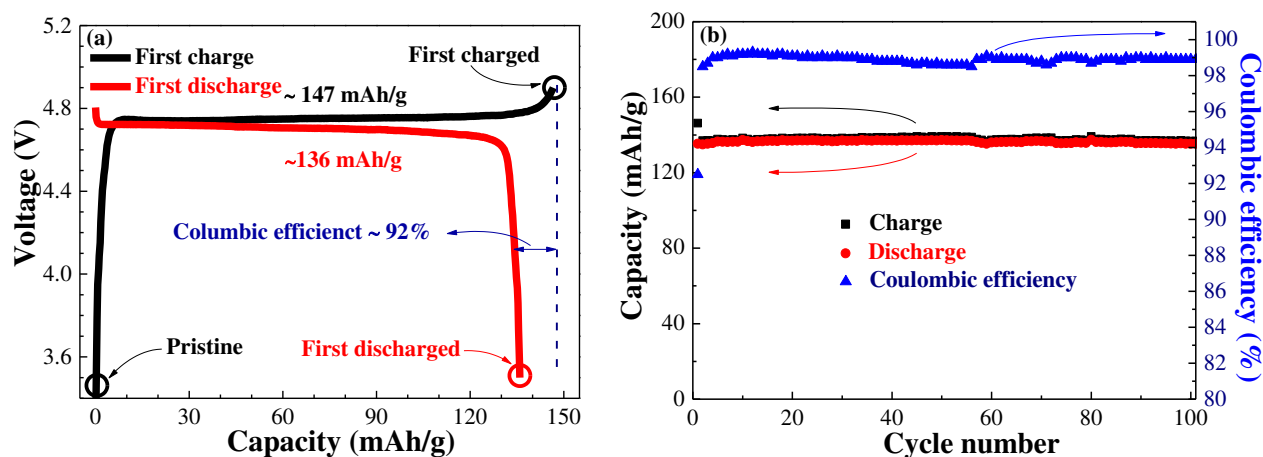 (a)
First charge
First discharge
First charged
~ 147 mAh/g
~136 mAh/g
Columbic efficienct ~ 92%
Pristine
First discharged
5.2
4.8
4.4
4.0
3.6
Voltage (V)
0 30 60 90 120 150
Capacity (mAh/g)
(b)
200
160
120
80
40
0
Capacity (mAh/g)
Charge
Discharge
Coulombic efficiency
100
98
96
94
92
90
88
86
84
82
80
Coulombic efficiency (%)
0 20 40 60 80 100
Cycle number